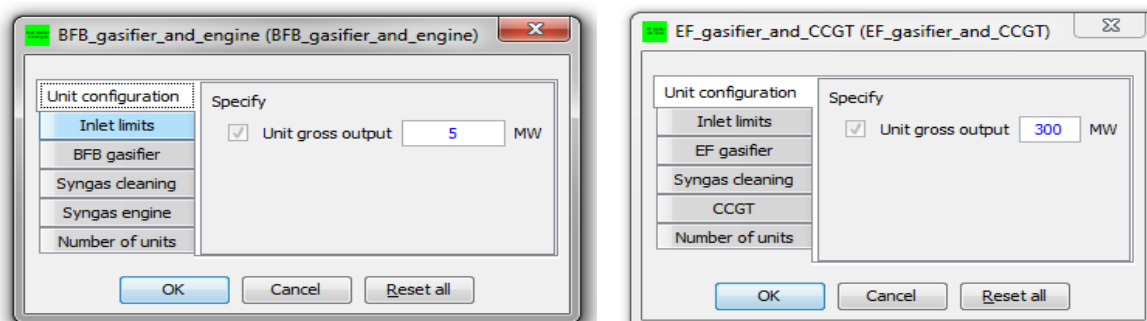 BFB_gasifier_and_engine (BFB_gasifier_and_engine)
Unit configuration
Inlet limits
BFB gasifier
Syngas cleaning
Syngas engine
Number of units
Specify
Unit gross output 5 MW
OK Cancel Reset all
EF_gasifier_and_CCGT (EF_gasifier_and_CCGT)
Unit configuration
Inlet limits
EF gasifier
Syngas cleaning
CCGT
Number of units
Specify
Unit gross output 300 MW
OK Cancel Reset all